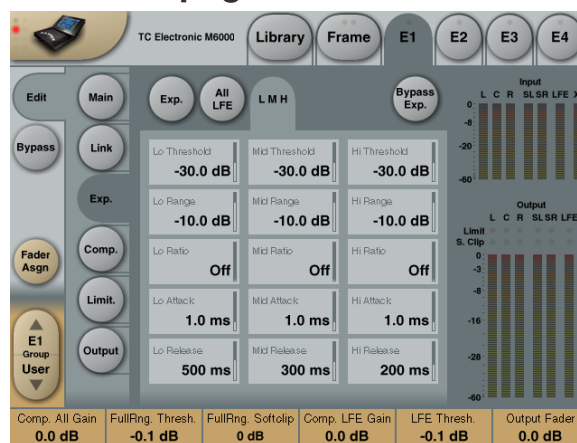 TC Electronic M6000
Library
Frame
E1
E2
E3
E4
Edit
Main
Exp.
All
LFE
L M H
Bypass
Exp.
Bypass
Link
Exp.
Fader
Asgn
Comp.
Limit.
E1
Group
User
Output
Lo Threshold
-30.0 dB
Mid Threshold
-30.0 dB
Hi Threshold
-30.0 dB
Lo Range
-10.0 dB
Mid Range
-10.0 dB
Hi Range
-10.0 dB
Lo Ratio
Off
Mid Ratio
Off
Hi Ratio
Off
Lo Attack
1.0 ms
Mid Attack
1.0 ms
Hi Attack
1.0 ms
Lo Release
500 ms
Mid Release
300 ms
Hi Release
200 ms
Input
L C R SL SR LFE X
0
-8
-20
-60
Output
L C R SL SR LFE
Limit
S. Clip
0
-3
-8
-16
-28
-60
Comp. All Gain
0.0 dB
FullRng. Thresh.
-0.1 dB
FullRng. Softclip
0 dB
Comp. LFE Gain
0.0 dB
LFE Thresh.
-0.1 dB
Output Fader
0.0 dB